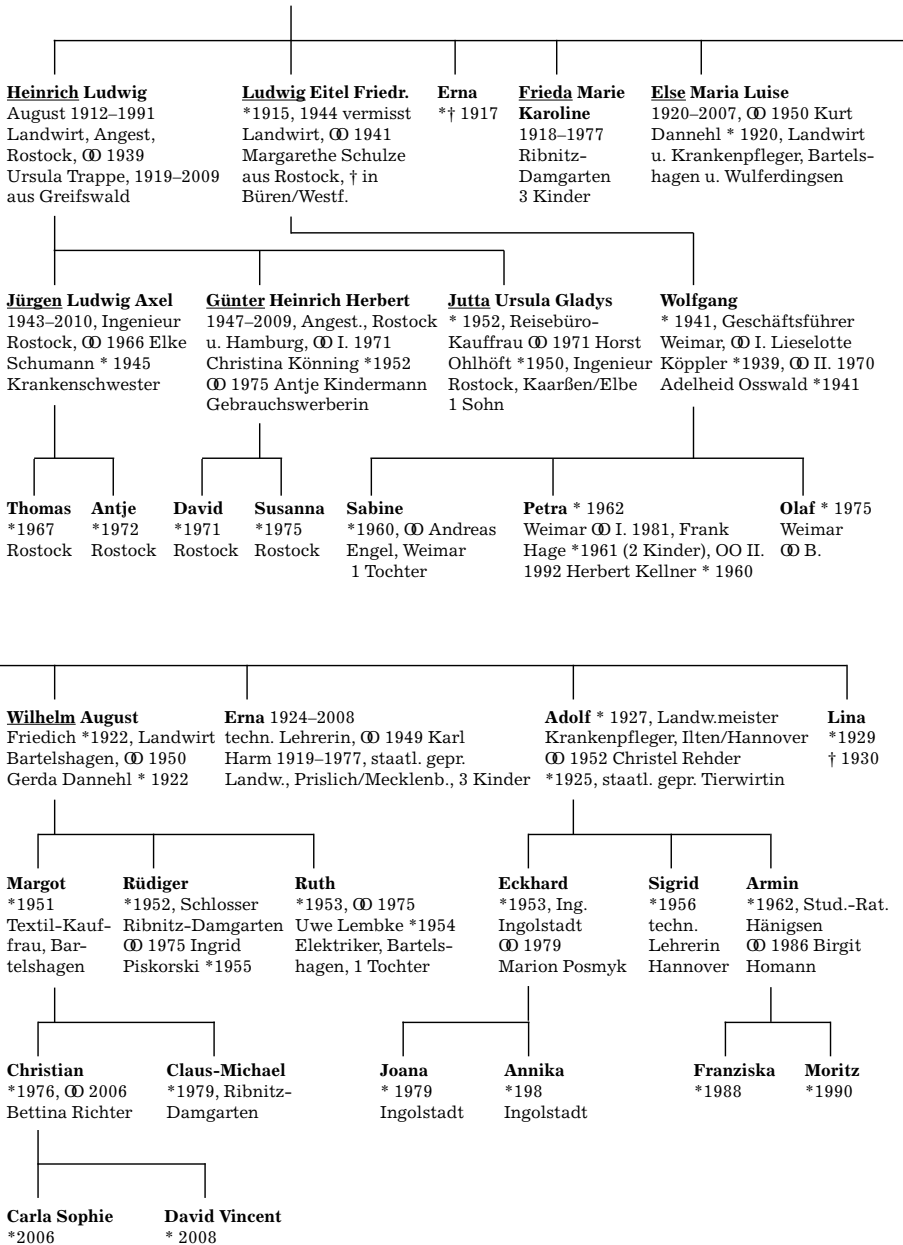 Heinrich Ludwig
August 1912–1991
Landwirt, Angest,
Rostock, ꝏ 1939
Ursula Trappe, 1919–2009
aus Greifswald
Ludwig Eitel Friedr.
*1915, 1944 vermisst
Landwirt, ꝏ 1941
Margarethe Schulze
aus Rostock, † in
Büren/Westf.
Erna
*† 1917
Frieda Marie
Karoline
1918–1977
Ribnitz-
Damgarten
3 Kinder
Else Maria Luise
1920–2007, ꝏ 1950 Kurt
Dannehl * 1920, Landwirt
u. Krankenpfleger, Bartels-
hagen u. Wulferdingsen
Jürgen Ludwig Axel
1943–2010, Ingenieur
Rostock, ꝏ 1966 Elke
Schumann * 1945
Krankenschwester
Günter Heinrich Herbert
1947–2009, Angest., Rostock
u. Hamburg, ꝏ I. 1971
Christina Könning *1952
ꝏ 1975 Antje Kindermann
Gebrauchswerberin
Jutta Ursula Gladys
* 1952, Reisebüro-
Kauffrau ꝏ 1971 Horst
Ohlhöft *1950, Ingenieur
Rostock, Kaarßen/Elbe
1 Sohn
Wolfgang
* 1941, Geschäftsführer
Weimar, ꝏ I. Lieselotte
Köppler *1939, ꝏ II. 1970
Adelheid Osswald *1941
Thomas
*1967
Rostock
Antje
*1972
Rostock
David
*1971
Rostock
Susanna
*1975
Rostock
Sabine
*1960, ꝏ Andreas
Engel, Weimar
1 Tochter
Petra * 1962
Weimar ꝏ I. 1981, Frank
Hage *1961 (2 Kinder), OO II.
1992 Herbert Kellner * 1960
Olaf * 1975
Weimar
ꝏ B.
Wilhelm August
Friedich *1922, Landwirt
Bartelshagen, ꝏ 1950
Gerda Dannehl * 1922
Erna 1924–2008
techn. Lehrerin, ꝏ 1949 Karl
Harm 1919–1977, staatl. gepr.
Landw., Prislich/Mecklenb., 3 Kinder
Adolf * 1927, Landw.meister
Krankenpfleger, Ilten/Hannover
ꝏ 1952 Christel Rehder
*1925, staatl. gepr. Tierwirtin
Lina
*1929
† 1930
Margot
*1951
Textil-Kauf-
frau, Bar-
telshagen
Rüdiger
*1952, Schlosser
Ribnitz-Damgarten
ꝏ 1975 Ingrid
Piskorski *1955
Ruth
*1953, ꝏ 1975
Uwe Lembke *1954
Elektriker, Bartels-
hagen, 1 Tochter
Eckhard
*1953, Ing.
Ingolstadt
ꝏ 1979
Marion Posmyk
Sigrid
*1956
techn.
Lehrerin
Hannover
Armin
*1962, Stud.-Rat.
Hänigsen
ꝏ 1986 Birgit
Homann
Christian
*1976, ꝏ 2006
Bettina Richter
Claus-Michael
*1979, Ribnitz-
Damgarten
Joana
* 1979
Ingolstadt
Annika
*198
Ingolstadt
Franziska
*1988
Moritz
*1990
Carla Sophie
*2006
David Vincent
* 2008